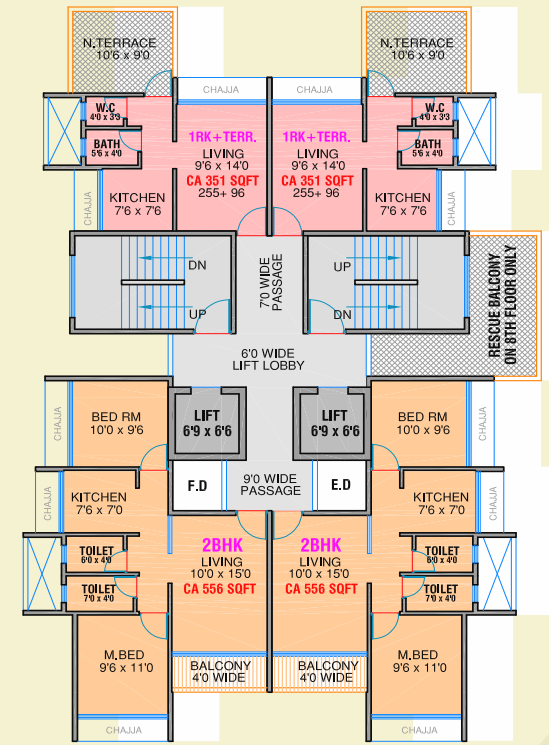 N.TERRACE
10'6 x 9'0
N.TERRACE
10'6 x 9'0
CHAJJA
CHAJJA
W.C
4'0 x 3'3
W.C
4'0 x 3'3
1RK+TERR.
LIVING
9'6 x 14'0
CA 351 SQFT
255+ 96
1RK+TERR.
LIVING
9'6 x 14'0
CA 351 SQFT
255+ 96
BATH
5'6 x 4'0
BATH
5'6 x 4'0
CHAJJA
KITCHEN
7'6 x 7'6
KITCHEN
7'6 x 7'6
CHAJJA
DN
UP
7'0 WIDE
PASSAGE
UP
DN
RESCUE BALCONY
ON 8TH FLOOR ONLY
6'0 WIDE
LIFT LOBBY
CHAJJA
BED RM
10'0 x 9'6
LIFT
6'9 x 6'6
LIFT
6'9 x 6'6
BED RM
10'0 x 9'6
CHAJJA
CHAJJA
KITCHEN
7'6 x 7'0
F.D
9'0 WIDE
PASSAGE
E.D
KITCHEN
7'6 x 7'0
CHAJJA
TOILET
6'0 x 4'0
2BHK
LIVING
10'0 x 15'0
CA 556 SQFT
2BHK
LIVING
10'0 x 15'0
CA 556 SQFT
TOILET
6'0 x 4'0
TOILET
7'0 x 4'0
TOILET
7'0 x 4'0
M.BED
9'6 x 11'0
BALCONY
4'0 WIDE
BALCONY
4'0 WIDE
M.BED
9'6 x 11'0
CHAJJA
CHAJJA